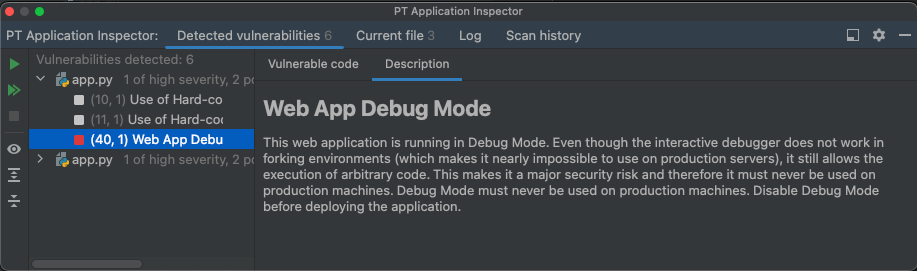 PT Application Inspector
PT Application Inspector: Detected vulnerabilities 6 Current file 3 Log Scan history
Vulnerabilities detected: 6
app.py 1 of high severity, 2 po
(10, 1) Use of Hard-co
(11, 1) Use of Hard-coc
(40, 1) Web App Debu
app.py 1 of high severity, 2 po
Vulnerable code Description
Web App Debug Mode
This web application is running in Debug Mode. Even though the interactive debugger does not work in
forking environments (which makes it nearly impossible to use on production servers), it still allows the
execution of arbitrary code. This makes it a major security risk and therefore it must never be used on
production machines. Debug Mode must never be used on production machines. Disable Debug Mode
before deploying the application.